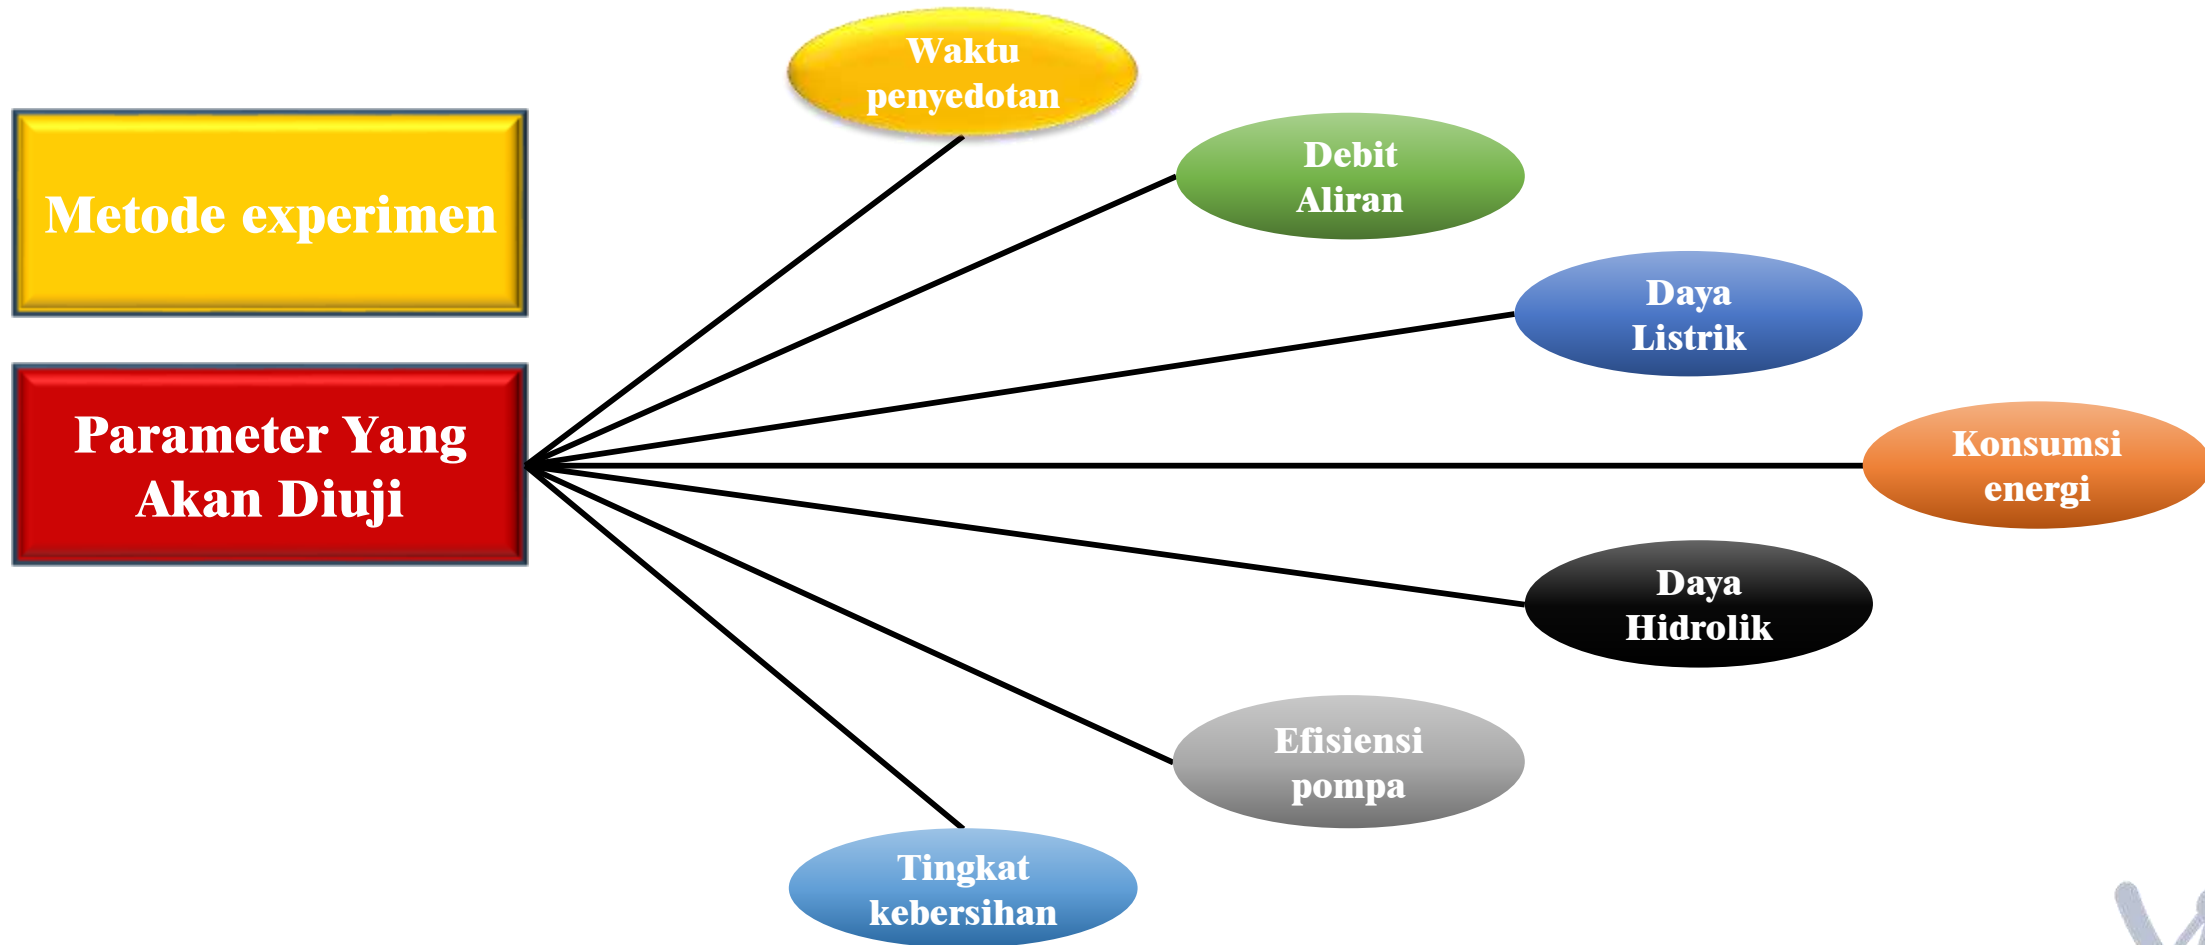 Metode experimen
Parameter Yang
Akan Diuji
Waktu
penyedotan
Debit
Aliran
Daya
Listrik
Konsumsi
energi
Daya
Hidrolik
Efisiensi
pompa
Tingkat
kebersihan